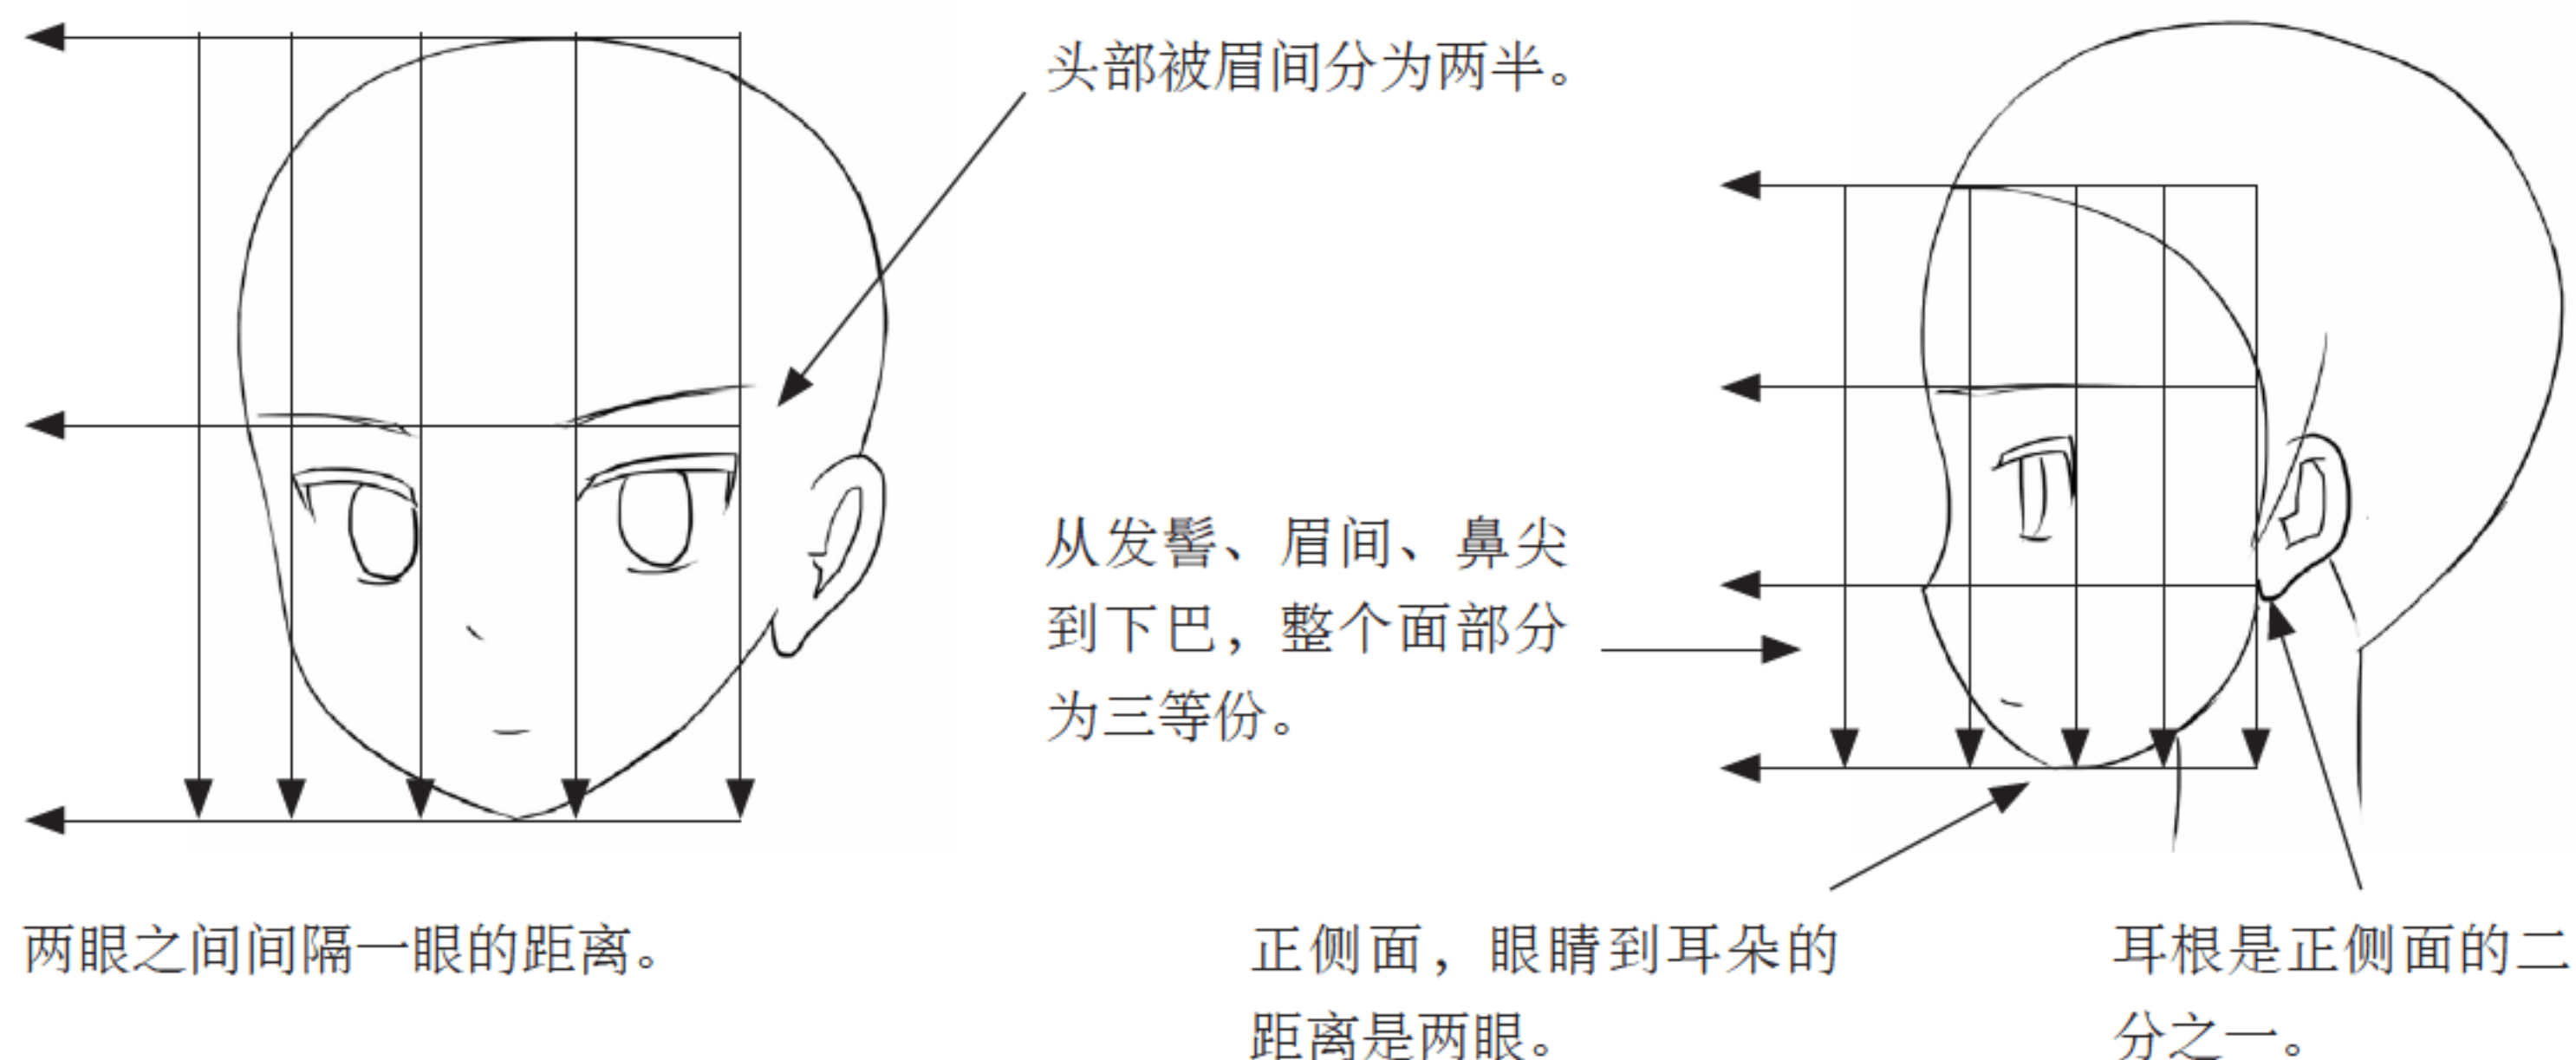 头部被眉间分为两半。
从发髻、眉间、鼻尖
到下巴，整个面部分
为三等份。
两眼之间间隔一眼的距离。
正侧面，眼睛到耳朵的
距离是两眼。
耳根是正侧面的二
分之一。